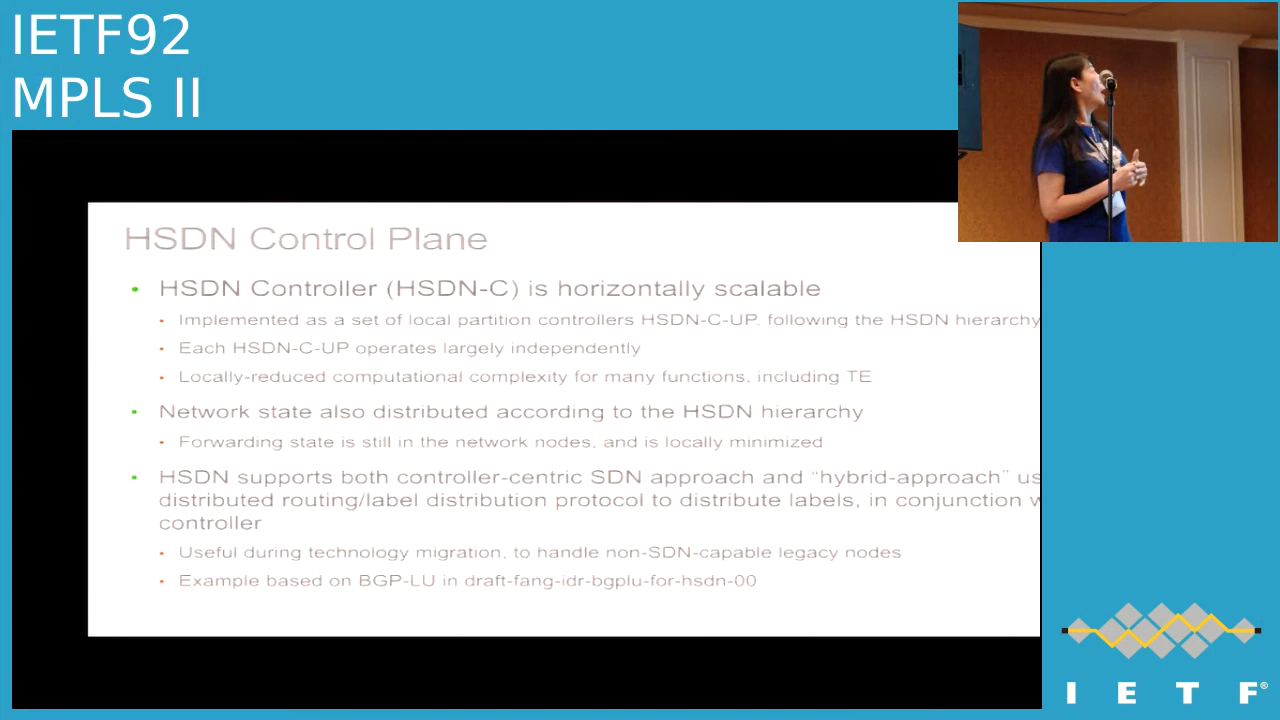 IETF92
MPLS II
HSDN Control Plane
• HSDN Controller (HSDN-C) is horizontally scalable
• Implemented as a set of local partition controllers HSDN-C-UP, following the HSDN hierarchy
• Each HSDN-C-UP operates largely independently
• Locally-reduced computational complexity for many functions, including TE
• Network state also distributed according to the HSDN hierarchy
• Forwarding state is still in the network nodes, and is locally minimized
• HSDN supports both controller-centric SDN approach and “hybrid-approach” us
distributed routing/label distribution protocol to distribute labels, in conjunction w
controller
• Useful during technology migration, to handle non-SDN-capable legacy nodes
• Example based on BGP-LU in draft-fang-idr-bgplu-for-hsdn-00
I E T F®